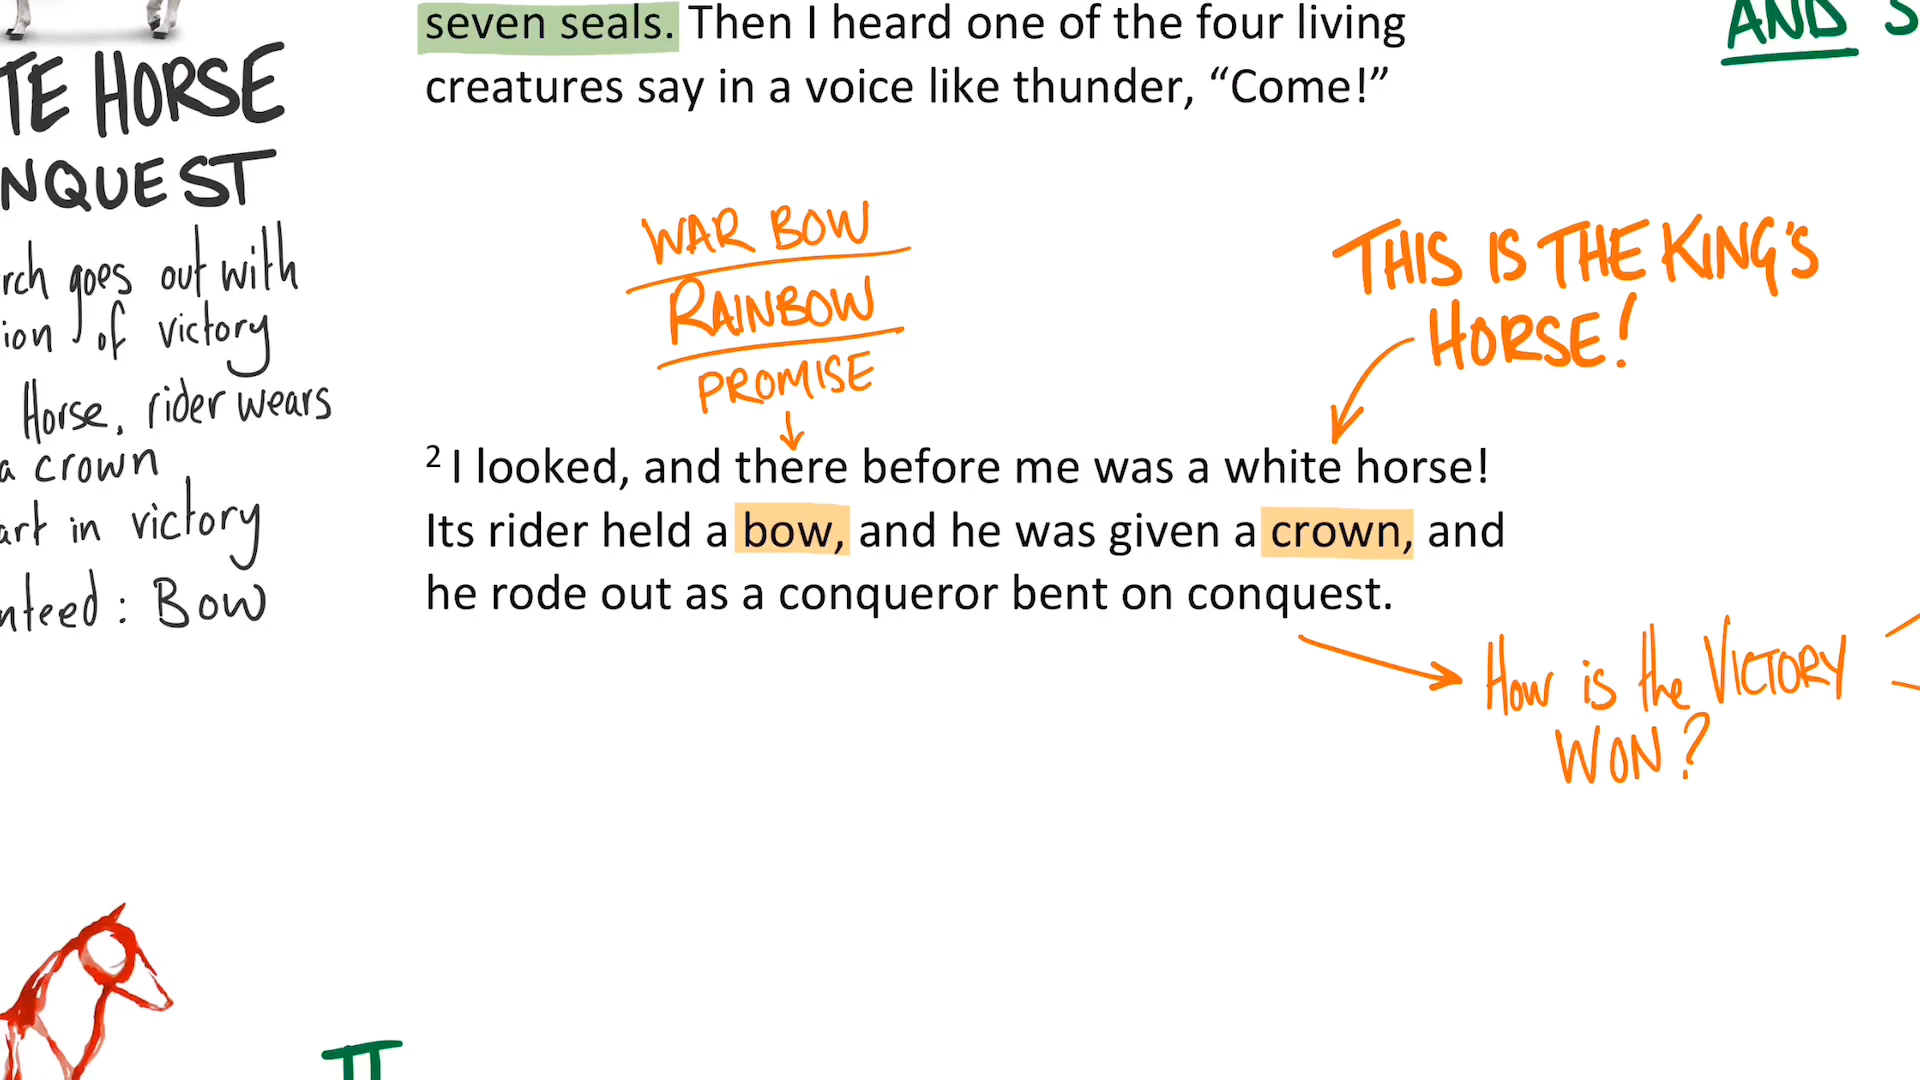 TE HORSE
NQUEST
rch goes out with
ion of victory
Horse, rider wears
a crown
art in victory
nteed: Bow
seven seals. Then I heard one of the four living
creatures say in a voice like thunder, “Come!”
WAR BOW
RAINBOW
PROMISE
THIS IS THE KING'S
HORSE!
2 I looked, and there before me was a white horse!
Its rider held a bow, and he was given a crown, and
he rode out as a conqueror bent on conquest.
How is the VICTORY
WON?
AND S
II